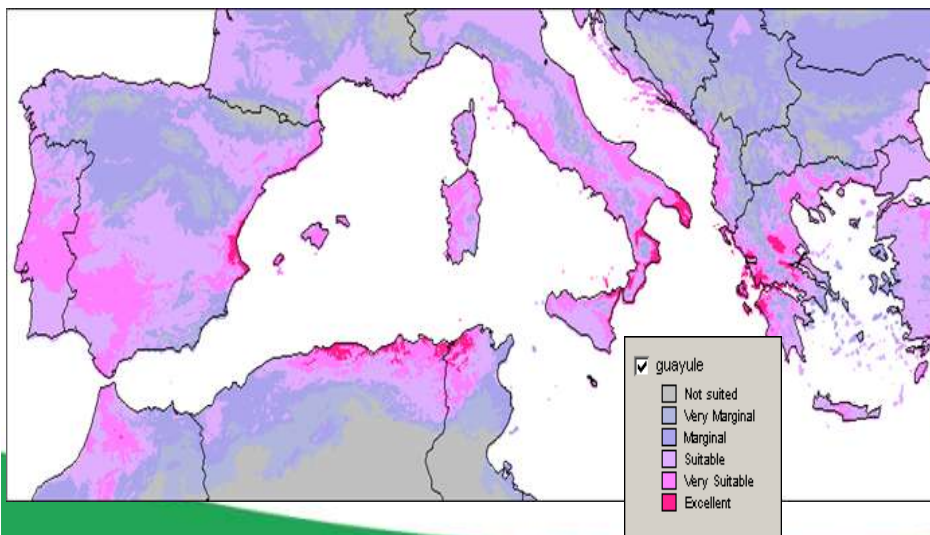 guayule
Not suited
Very Marginal
Marginal
Suitable
Very Suitable
Excellent